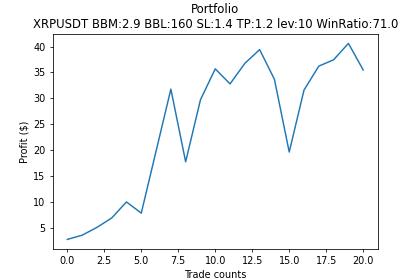 Portfolio
XRPUSDT BBM:2.9 BBL:160 SL:1.4 TP:1.2 lev:10 WinRatio:71.0
40
35
30
25
20
15
10
5
Profit ($)
0.0 2.5 5.0 7.5 10.0 12.5 15.0 17.5 20.0
Trade counts